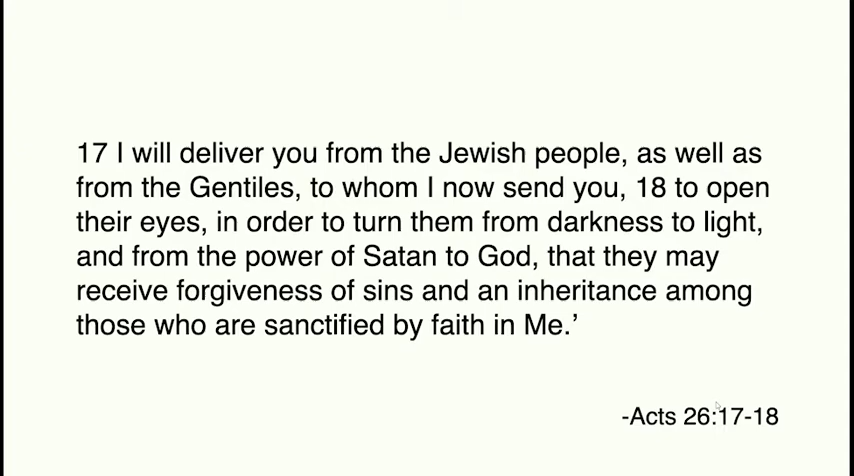 17 I will deliver you from the Jewish people, as well as
from the Gentiles, to whom I now send you, 18 to open
their eyes, in order to turn them from darkness to light,
and from the power of Satan to God, that they may
receive forgiveness of sins and an inheritance among
those who are sanctified by faith in Me.’
-Acts 26:17-18